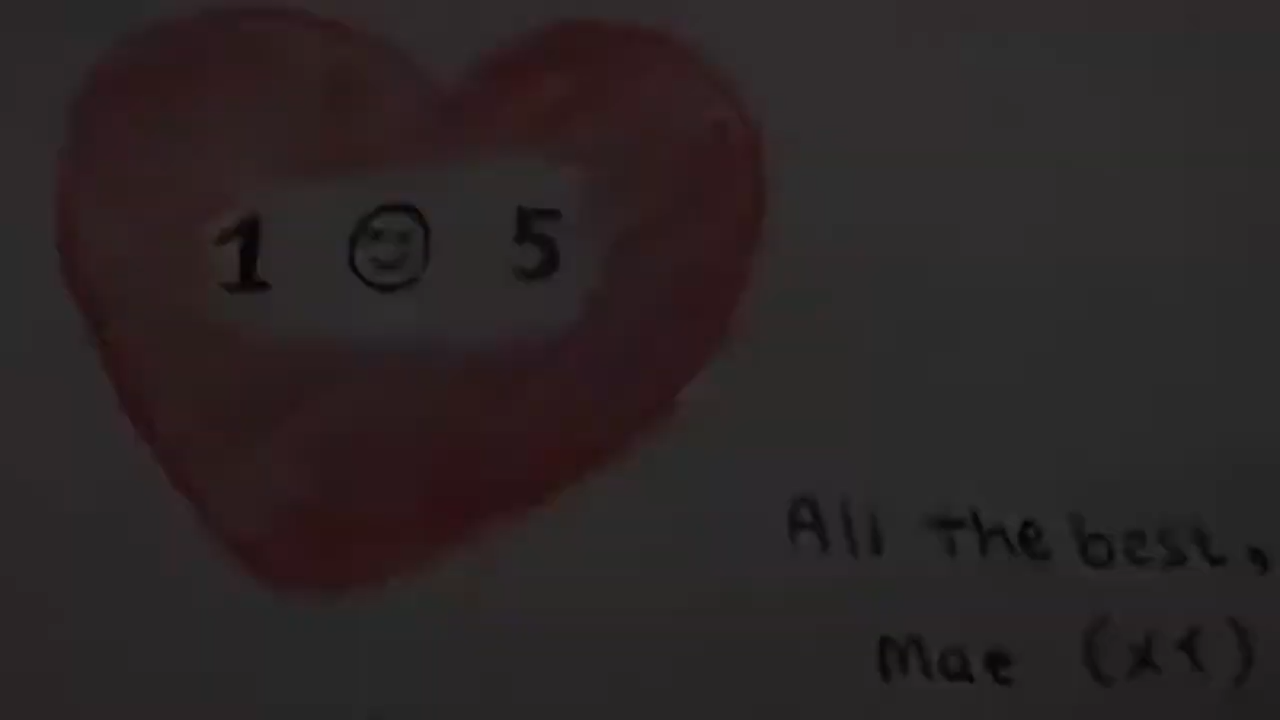 1 ☺ 5
All the best,
Mae (x<)